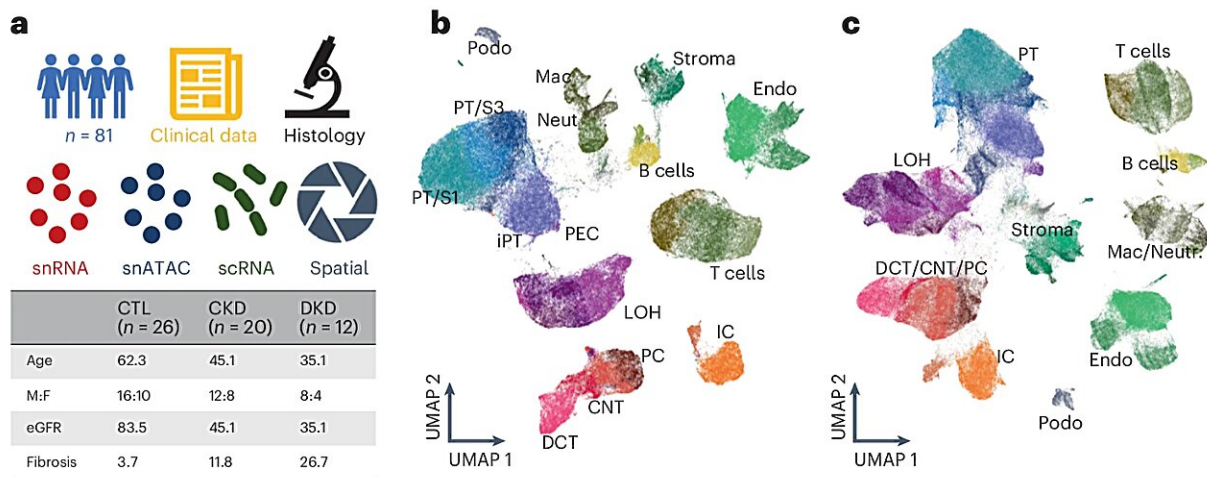 a
n = 81
Clinical data
Histology
snRNA
snATAC
scRNA
Spatial
CTL (n = 26)
CKD (n = 20)
DKD (n = 12)
Age 62.3 45.1 35.1
M:F 16:10 12:8 8:4
eGFR 83.5 45.1 35.1
Fibrosis 3.7 11.8 26.7
b
Podo
Mac
Stroma
PT/S3
Neut
Endo
B cells
PT/S1
iPT
PEC
T cells
LOH
IC
PC
CNT
DCT
UMAP 2
UMAP 1
c
PT
T cells
LOH
B cells
Stroma
Mac/Neutr.
DCT/CNT/PC
IC
Endo
Podo
UMAP 2
UMAP 1